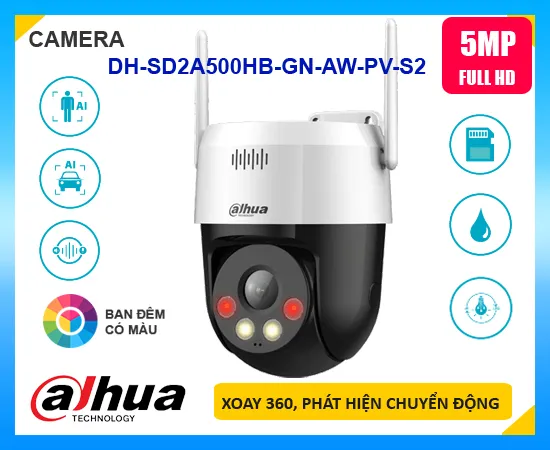 CAMERA
DH-SD2A500HB-GN-AW-PV-S2
5MP
FULL HD
AI
AI
alhua
TECHNOLOGY
BAN ĐÊM
CÓ MÀU
alhua
TECHNOLOGY
XOAY 360, PHÁT HIỆN CHUYỂN ĐỘNG